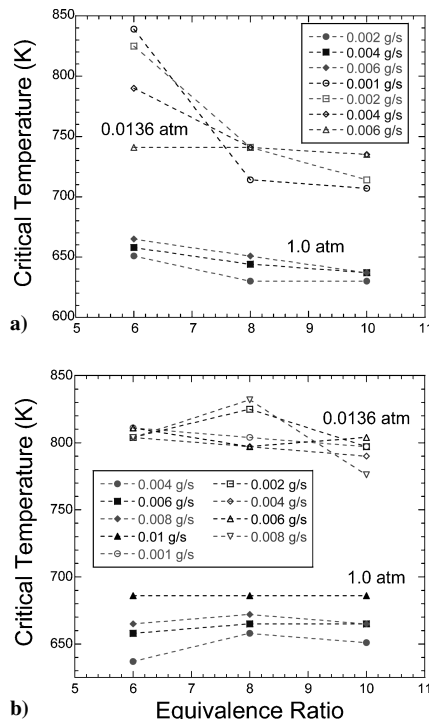 850
800
750
700
650
600
Critical Temperature (K)
0.002 g/s
0.004 g/s
0.006 g/s
0.001 g/s
0.002 g/s
0.004 g/s
0.006 g/s
0.0136 atm
1.0 atm
5 6 7 8 9 10 11
a)
850
800
750
700
650
Critical Temperature (K)
0.0136 atm
0.004 g/s 0.002 g/s
0.006 g/s 0.004 g/s
0.008 g/s 0.006 g/s
0.01 g/s 0.008 g/s
0.001 g/s
1.0 atm
5 6 7 8 9 10 11
b) Equivalence Ratio